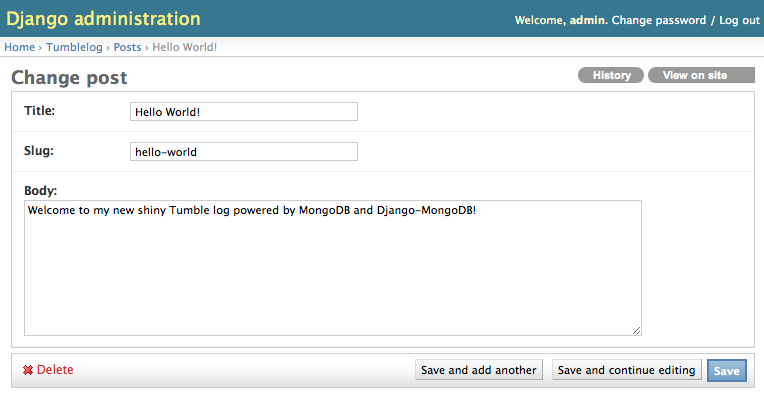 Django administration
Welcome, admin. Change password / Log out
Home › Tumblelog › Posts › Hello World!
Change post
History
View on site
Title:
Hello World!
Slug:
hello-world
Body:
Welcome to my new shiny Tumble log powered by MongoDB and Django-MongoDB!
Delete
Save and add another
Save and continue editing
Save